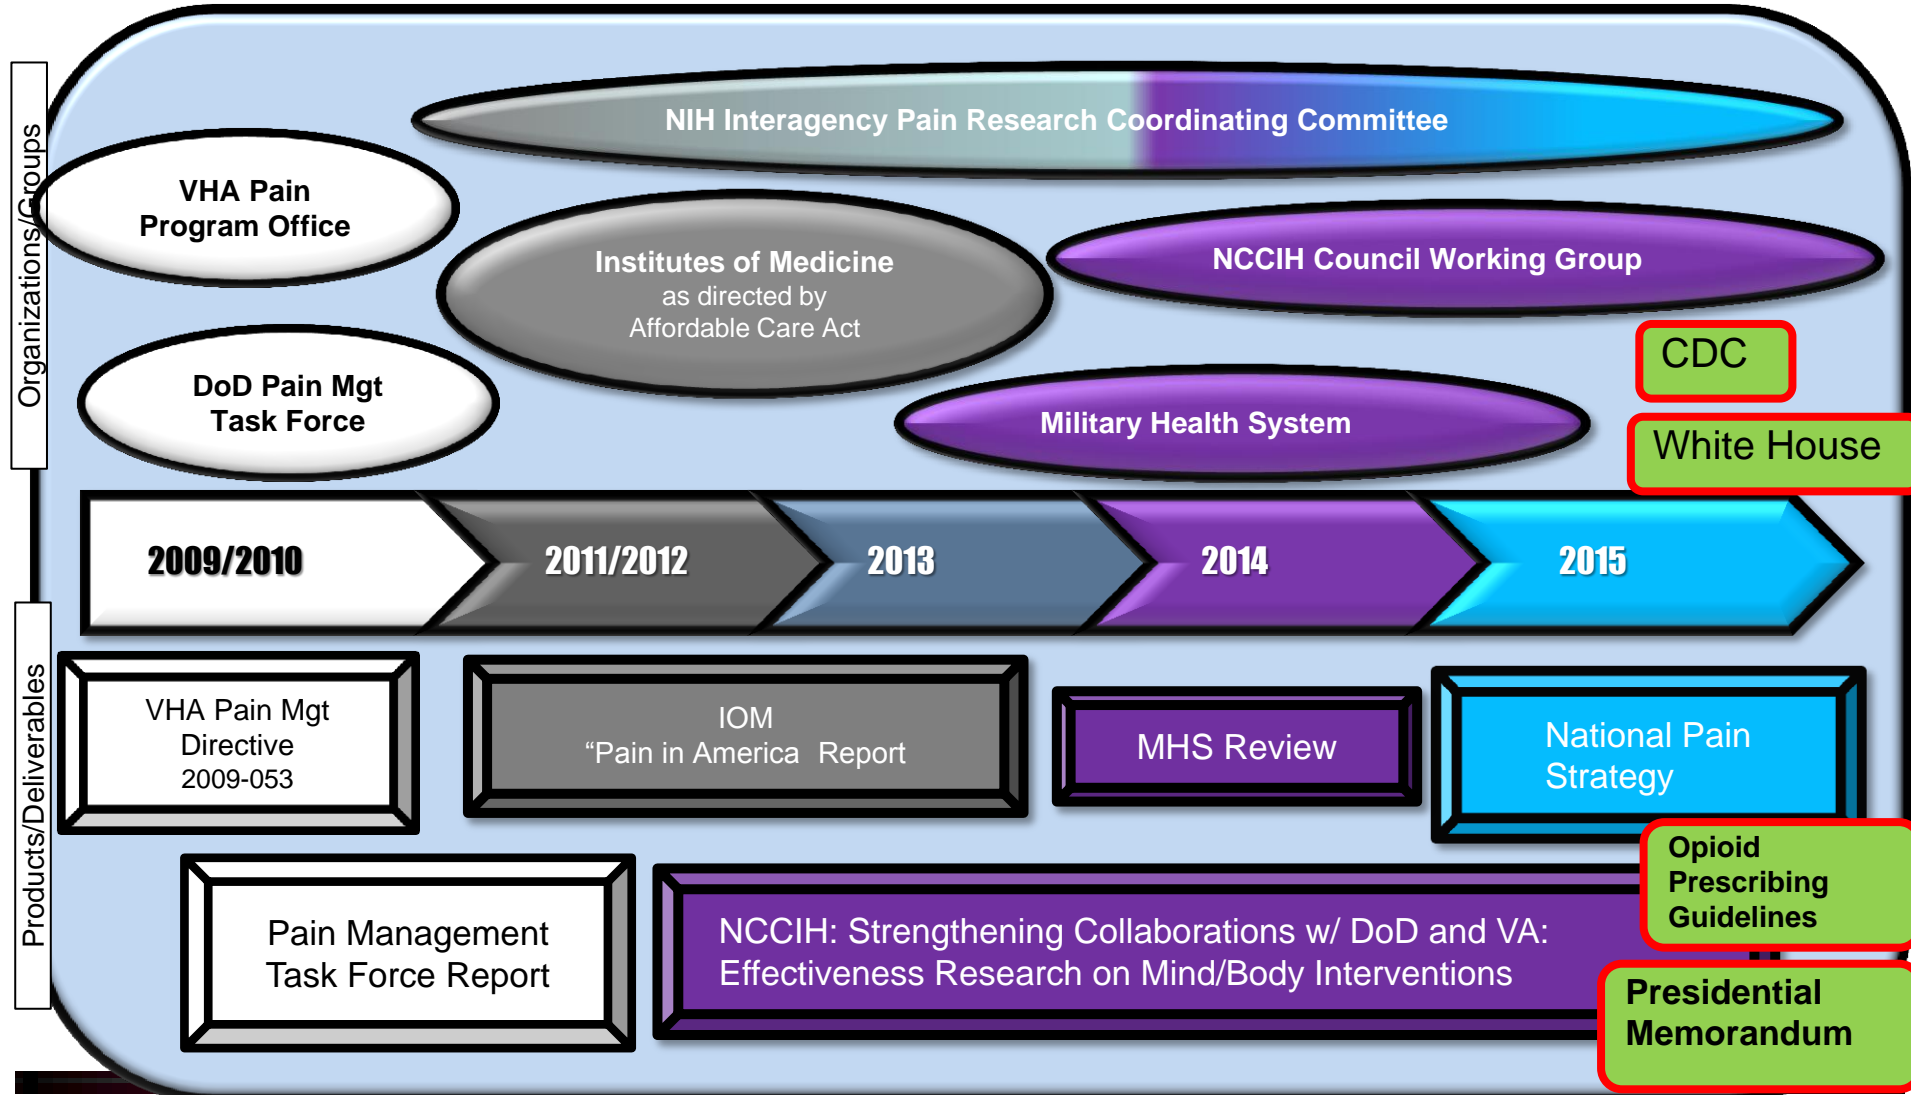 Organizations/Groups
NIH Interagency Pain Research Coordinating Committee
VHA Pain
Program Office
Institutes of Medicine
as directed by
Affordable Care Act
NCCIH Council Working Group
CDC
DoD Pain Mgt
Task Force
Military Health System
White House
2009/2010
2011/2012
2013
2014
2015
Products/Deliverables
VHA Pain Mgt
Directive
2009-053
IOM
“Pain in America  Report
MHS Review
National Pain
Strategy
Opioid
Prescribing
Guidelines
Pain Management
Task Force Report
NCCIH: Strengthening Collaborations w/ DoD and VA:
Effectiveness Research on Mind/Body Interventions
Presidential
Memorandum